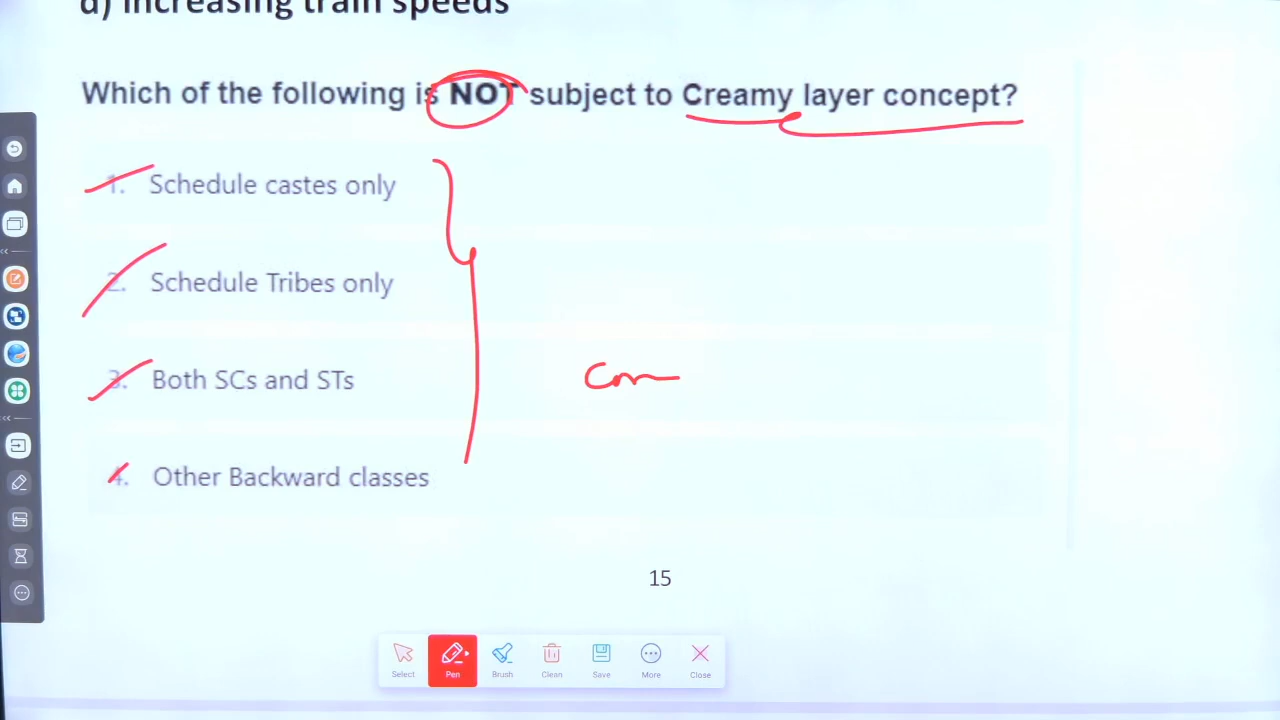 d) Increasing train speeds
Which of the following is NOT subject to Creamy layer concept?
1. Schedule castes only
2. Schedule Tribes only
3. Both SCs and STs
4. Other Backward classes
15
Select
Pen
Brush
Clean
Save
More
Close